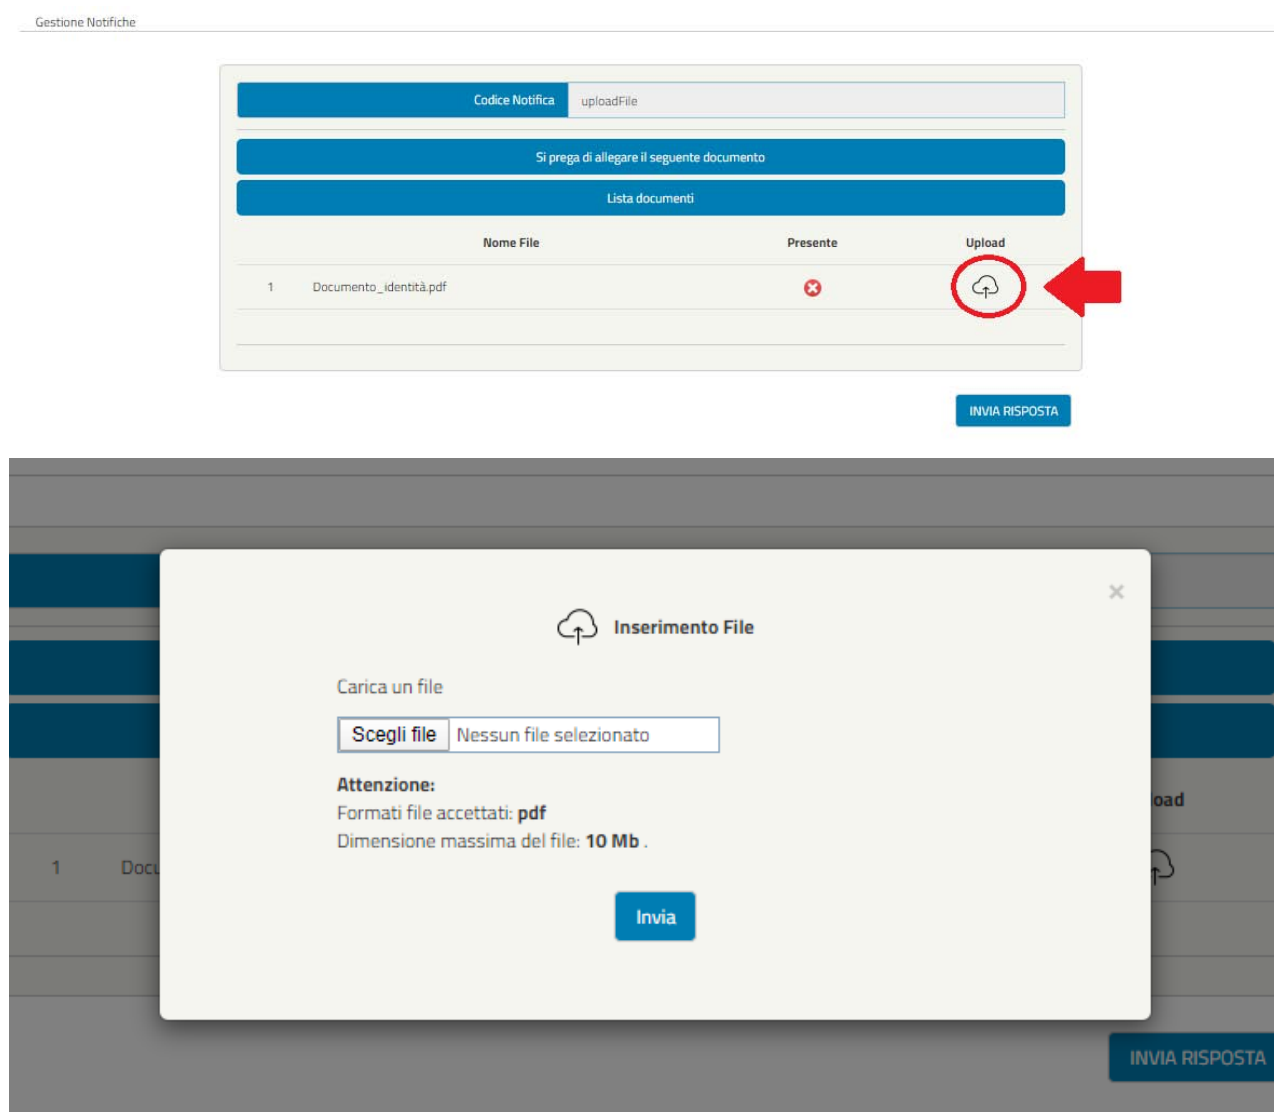 Gestione Notifiche
Codice Notifica uploadFile
Si prega di allegare il seguente documento
Lista documenti
Nome File Presente Upload
1 Documento_identità.pdf
INVIA RISPOSTA
×
Inserimento File
Carica un file
Scegli file Nessun file selezionato
Attenzione:
Formati file accettati: pdf
load
Dimensione massima del file: 10 Mb .
1 Docu
Invia
INVIA RISPOSTA